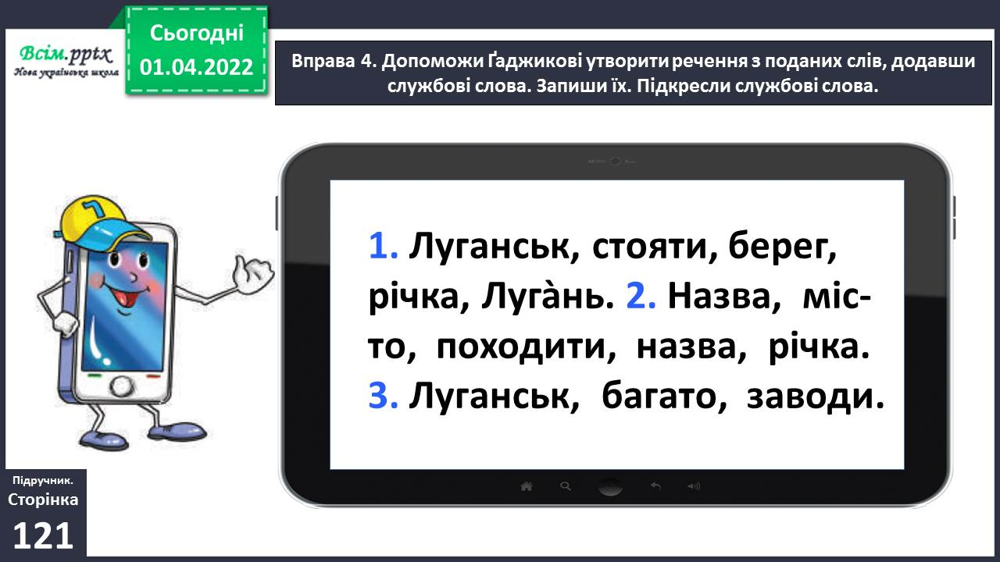 Всім.pptx
Нова українська школа
Сьогодні
01.04.2022
Вправа 4. Допоможи Ґаджикові утворити речення з поданих слів, додавши
службові слова. Запиши їх. Підкресли службові слова.
1. Луганськ, стояти, берег,
річка, Луга̀нь. 2. Назва, міс-
то, походити, назва, річка.
3. Луганськ, багато, заводи.
Підручник.
Сторінка
121